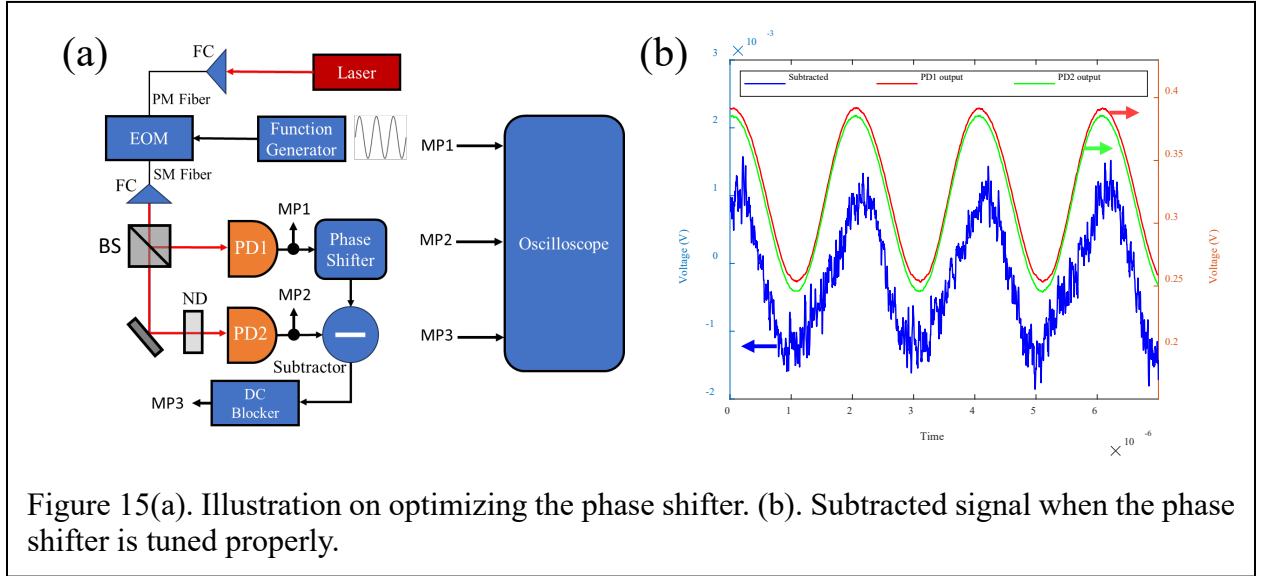 (a)
FC
Laser
PM Fiber
EOM
Function
Generator
SM Fiber
FC
BS
PD1
MP1
Phase
Shifter
ND
PD2
MP2
Subtractor
DC
Blocker
MP3
MP1
MP2
MP3
Oscilloscope
(b)
× 10 -3
Subtracted
PD1 output
PD2 output
3
2
1
0
-1
-2
Voltage (V)
0.4
0.35
0.3
0.25
0.2
Voltage (V)
0 1 2 3 4 5 6
Time
× 10 -6
Figure 15(a). Illustration on optimizing the phase shifter. (b). Subtracted signal when the phase
shifter is tuned properly.